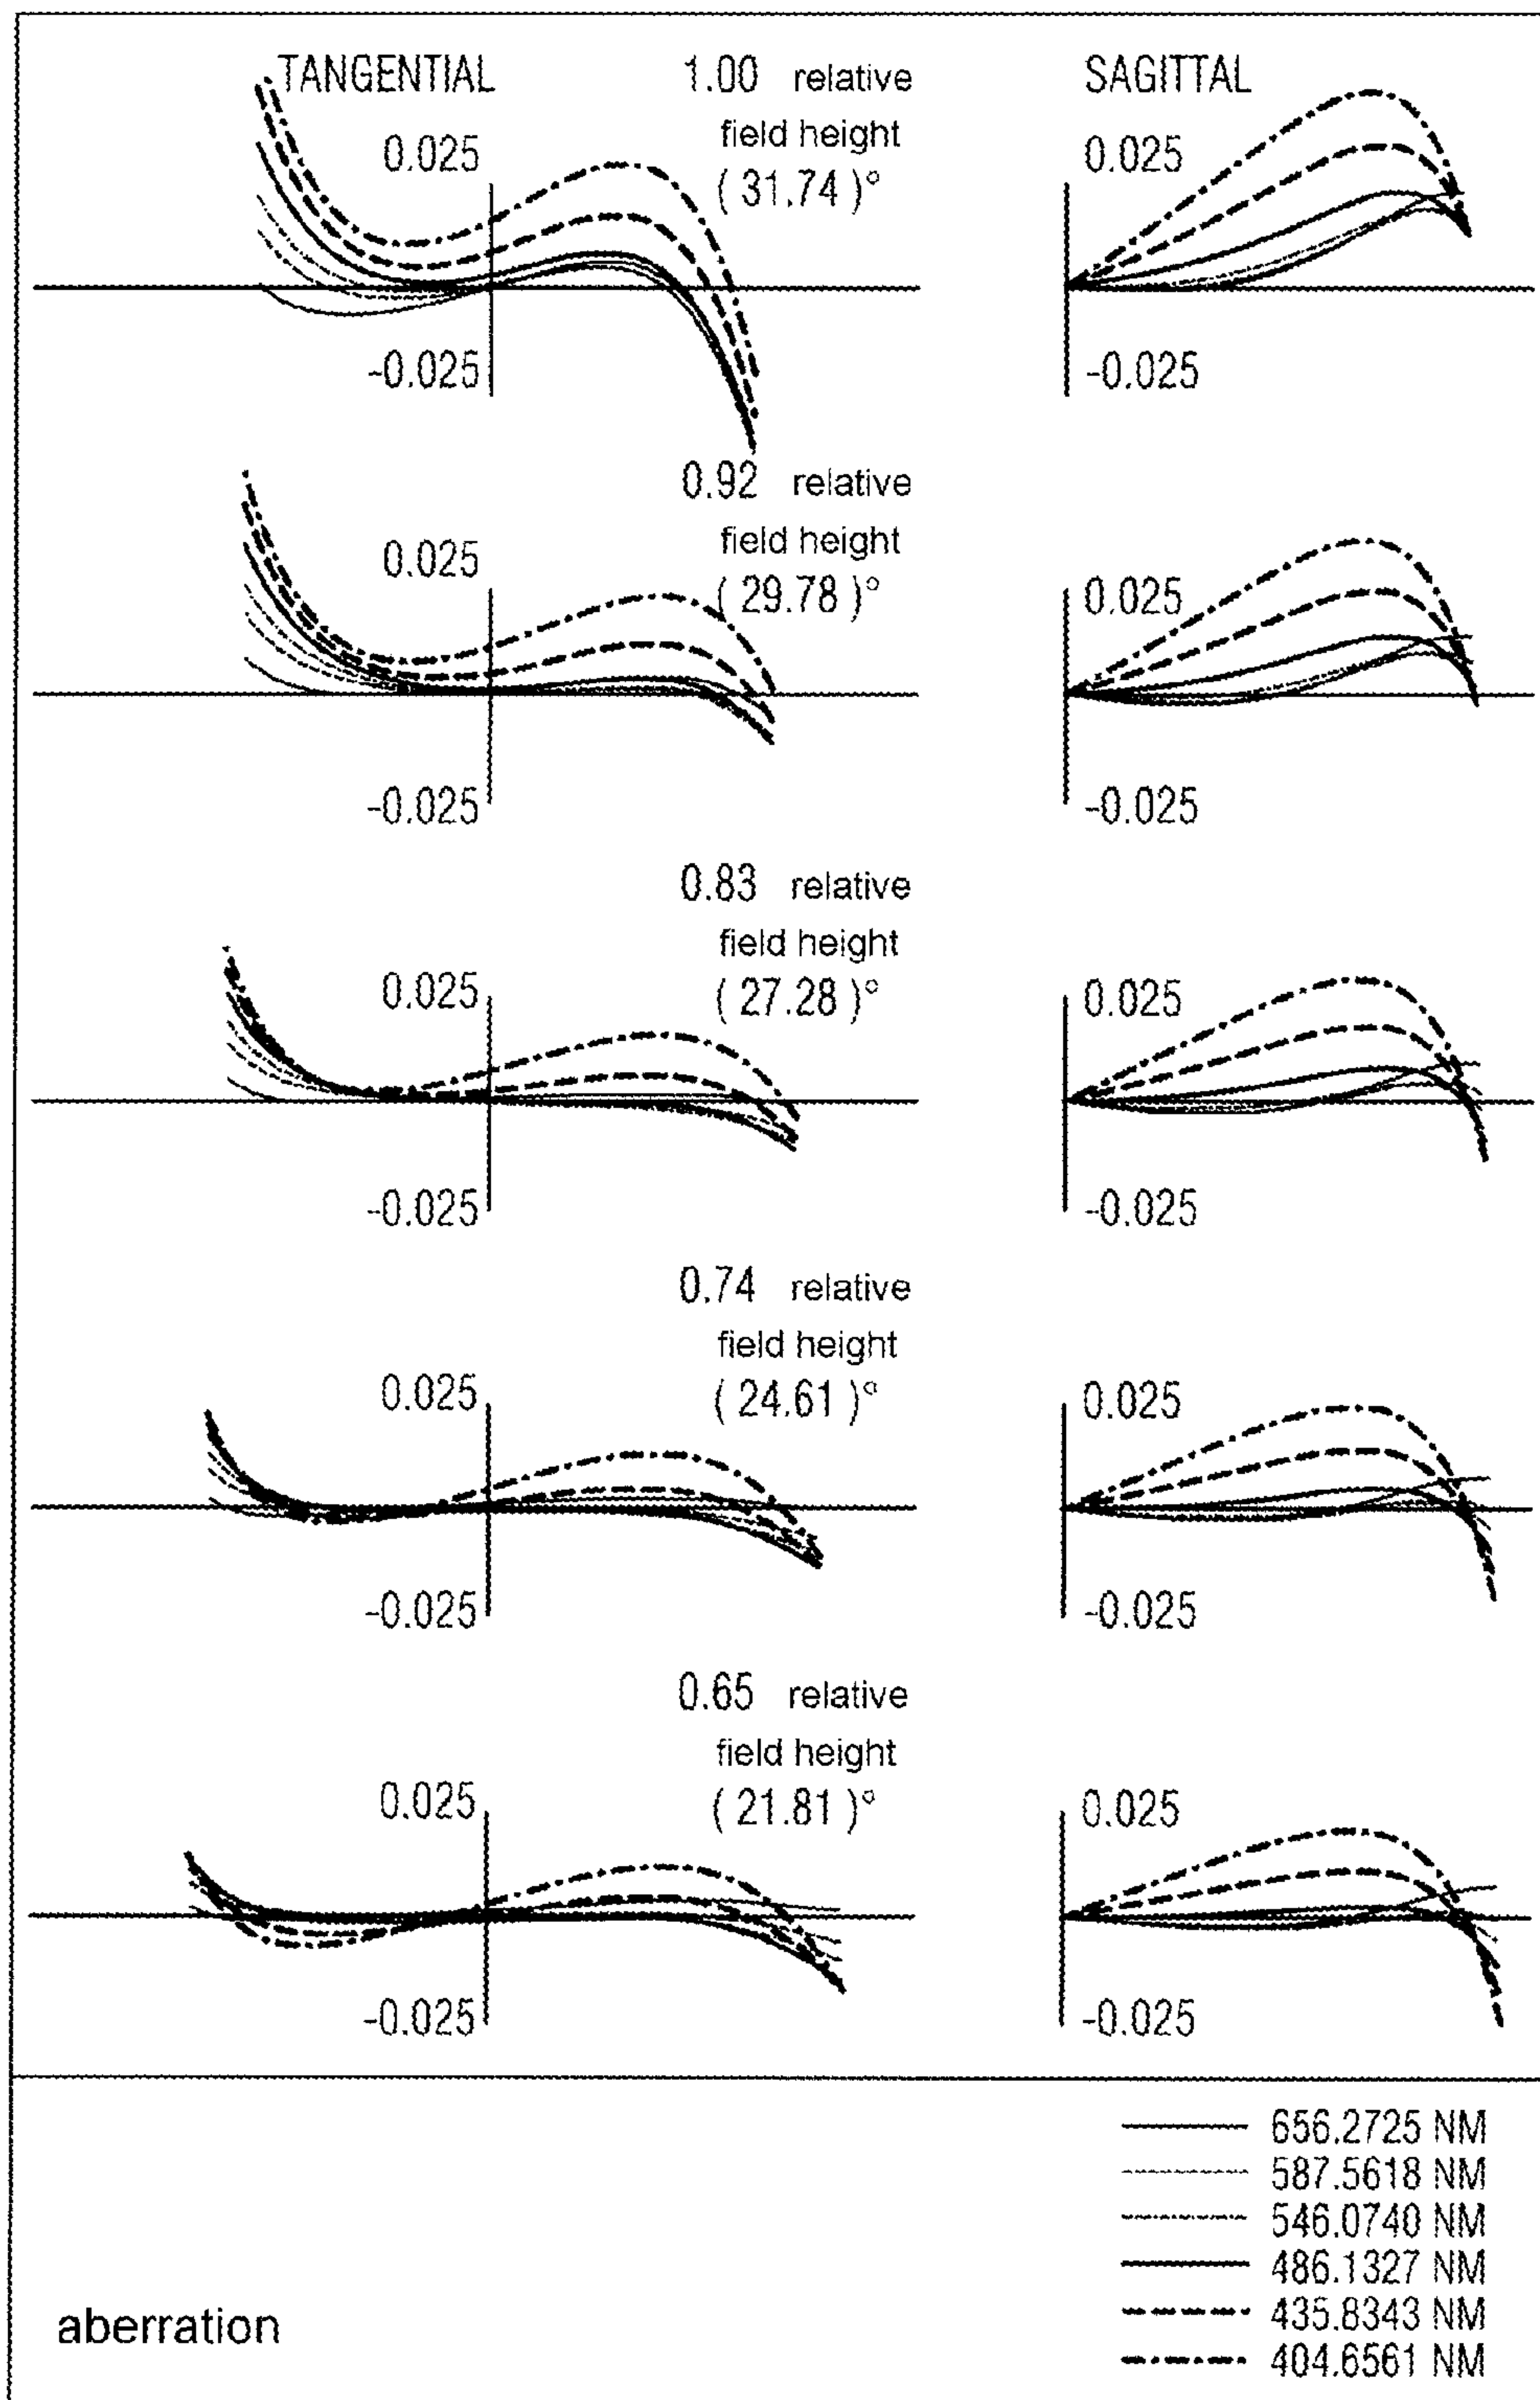 TANGENTIAL 1.00 relative SAGITTAL
field height
0.025 0.025
( 31.74 )°
-0.025 -0.025
0.92 relative
field height
0.025 ( 29.78 )° 0.025
-0.025 -0.025
0.83 relative
field height
0.025 ( 27.28 )° 0.025
-0.025 -0.025
0.74 relative
field height
0.025 ( 24.61 )° 0.025
-0.025 -0.025
0.65 relative
field height
0.025 ( 21.81 )° 0.025
-0.025 -0.025
656.2725 NM
587.5618 NM
546.0740 NM
486.1327 NM
435.8343 NM
404.6561 NM
aberration